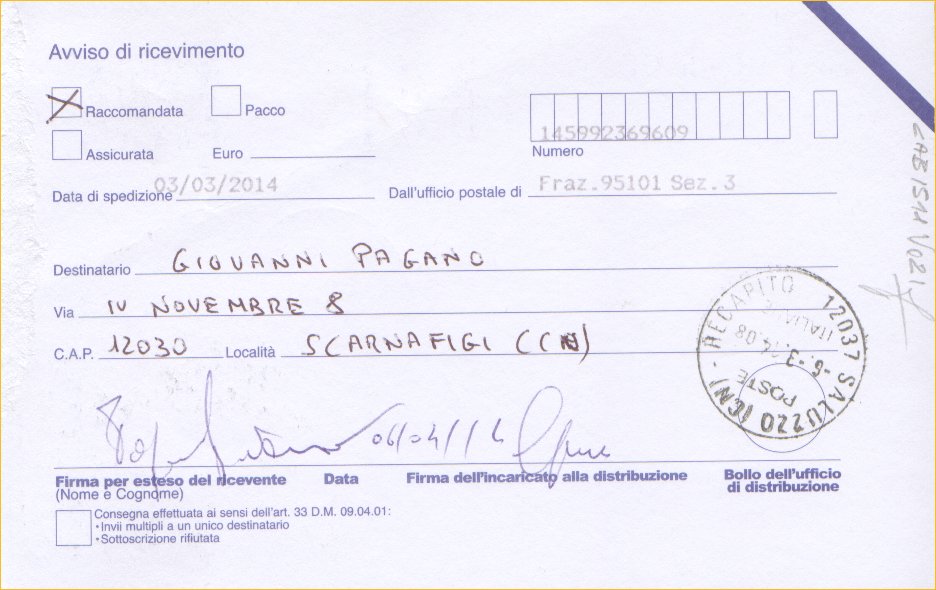 Avviso di ricevimento
Raccomandata Pacco
145992369609
Assicurata Euro Numero
Data di spedizione 03/03/2014 Dall'ufficio postale di Fraz.95101 Sez.3
Destinatario GIOVANNI PAGANO
Via IV NOVEMBRE 8
C.A.P. 12030 Località SCARNAFIGI (CN)
RECAPITO 12037 SALUZZO (CN)
POSTE
Firma per esteso del ricevente Data Firma dell'incaricato alla distribuzione Bollo dell'ufficio
(Nome e Cognome) di distribuzione
Consegna effettuata ai sensi dell'art. 33 D.M. 09.04.01:
•Invii multipli a un unico destinatario
•Sottoscrizione rifiutata